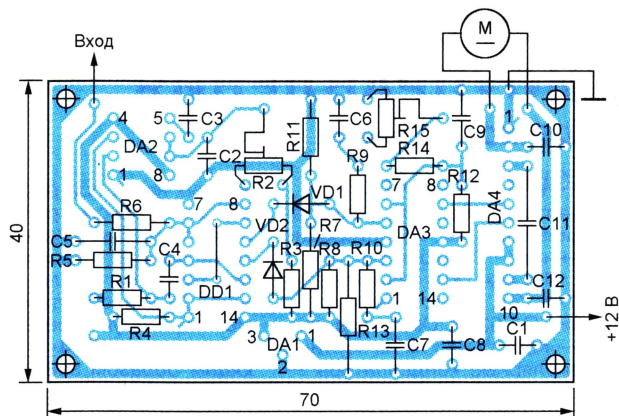 M
Вход
4
5
C3
C6
R15
C9
1
C10
DA2
C2
R11
R14
1
8
R2
R9
7
8
R12
DA4
R6
7
8
VD1
C5
VD2
R7
DA3
C11
R5
C4
R3
R8
R10
R1
DD1
1
14
C12
R4
1
14
R13
10
3
DA1
1
C7
C8
C1
+12 В
2
40
70